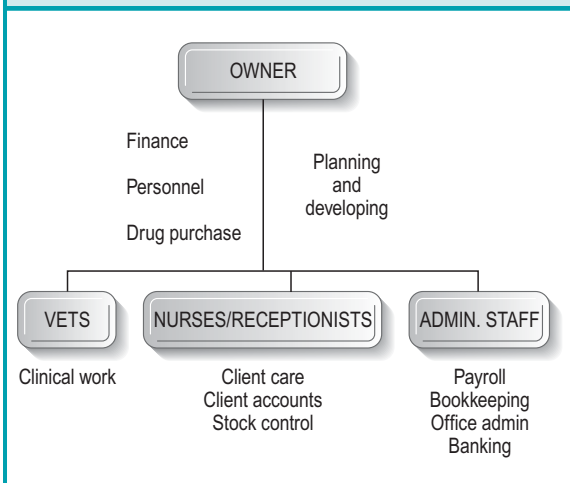 OWNER
Finance
Personnel
Drug purchase
Planning
and
developing
VETS
NURSES/RECEPTIONISTS
ADMIN. STAFF
Clinical work
Client care
Client accounts
Stock control
Payroll
Bookkeeping
Office admin
Banking